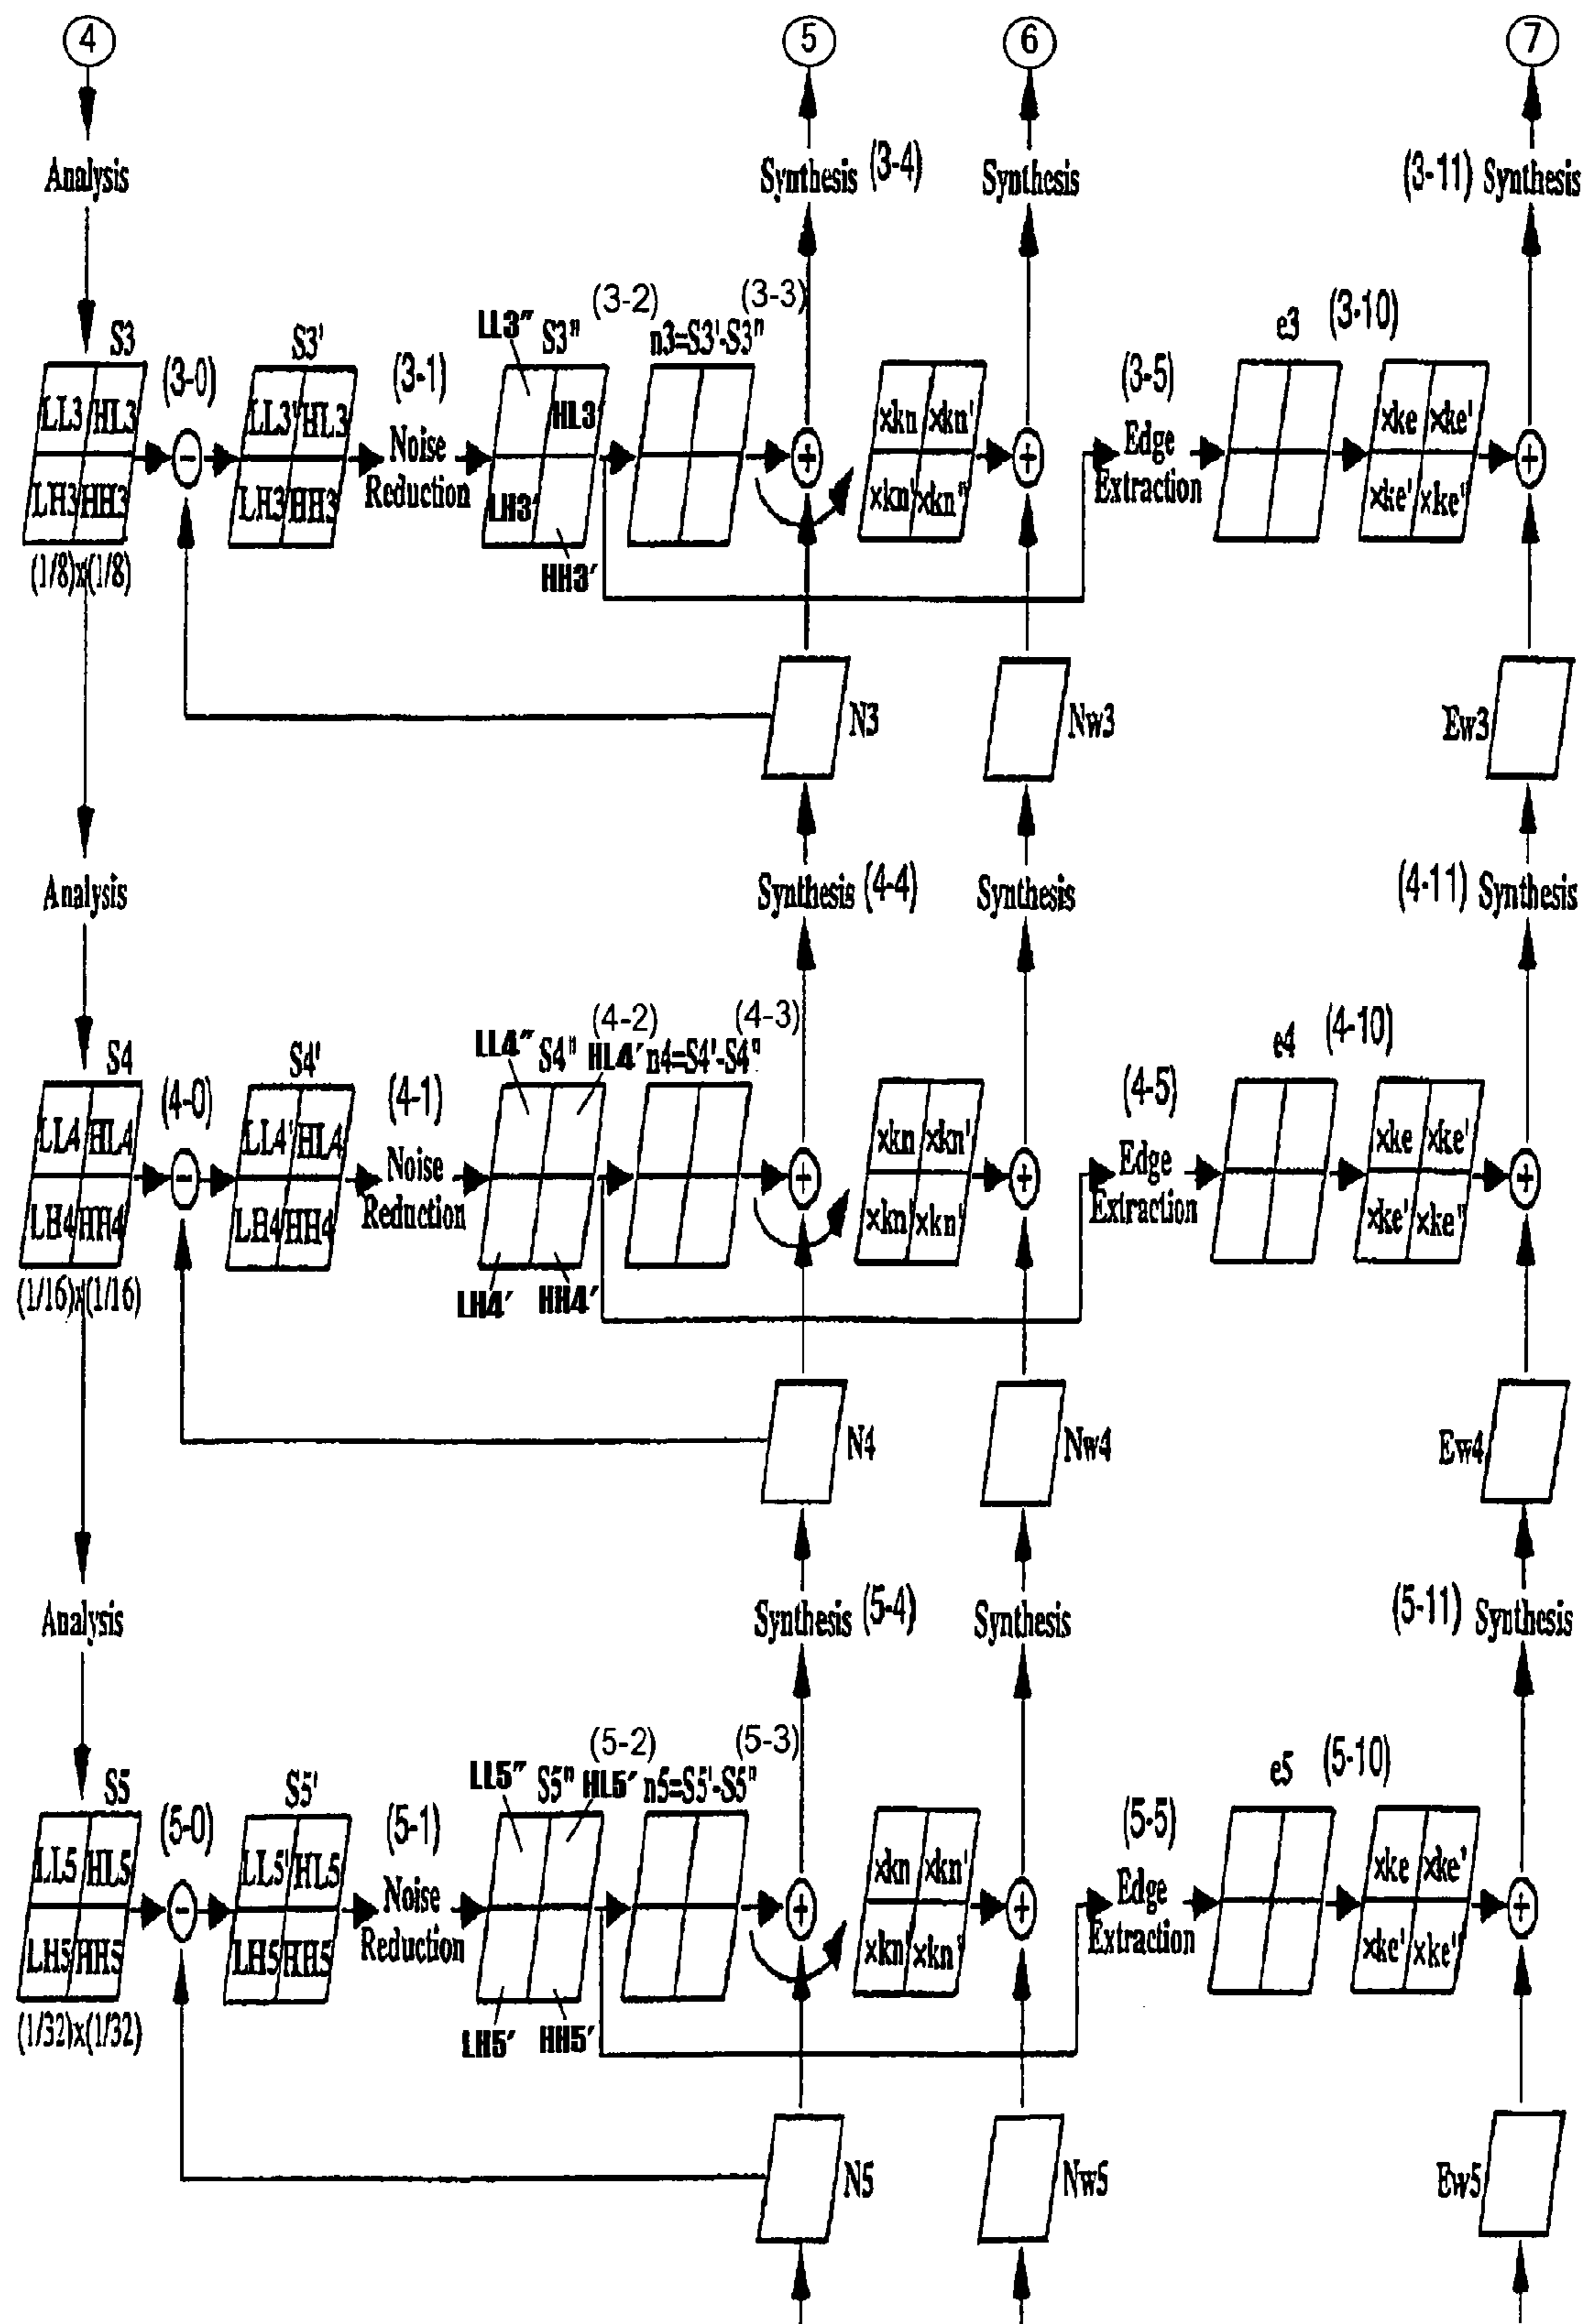 4 5 6 7
Analysis Synthesis (3-4) Synthesis (3-11) Synthesis
(3-2) (3-3)
LL3" S3" n3=S3'-S3" e3 (3-10)
S3 (3-0) S3' (3-1) (3-5)
LL3 HL3 LL3' HL3 HL3' xkn xkn' xke xke'
Noise Reduction
Edge Extraction
- + + +
LH3 HH3 LH3 HH3 LH3' xkn' xkn" xke' xke'
HH3'
(1/8)x(1/8)
N3 Nw3 Ew3
Analysis Synthesis (4-4) Synthesis (4-11) Synthesis
(4-2) (4-3)
LL4" S4" HL4' n4=S4'-S4" e4 (4-10)
S4 (4-0) S4' (4-1) (4-5)
LL4 HL4 LL4' HL4 xkn xkn' xke xke'
Noise Reduction
Edge Extraction
- + + +
LH4 HH4 LH4 HH4 xkn' xkn' xke' xke"
LH4' HH4'
(1/16)x(1/16)
N4 Nw4 Ew4
Analysis Synthesis (5-4) Synthesis (5-11) Synthesis
(5-2) (5-3)
LL5" S5" HL5' n5=S5'-S5" e5 (5-10)
S5 (5-0) S5' (5-1) (5-5)
LL5 HL5 LL5' HL5 xkn xkn' xke xke'
Noise Reduction
Edge Extraction
- + + +
LH5 HH5 LH5 HH5 xkn' xkn' xke' xke"
LH5' HH5'
(1/32)x(1/32)
N5 Nw5 Ew5